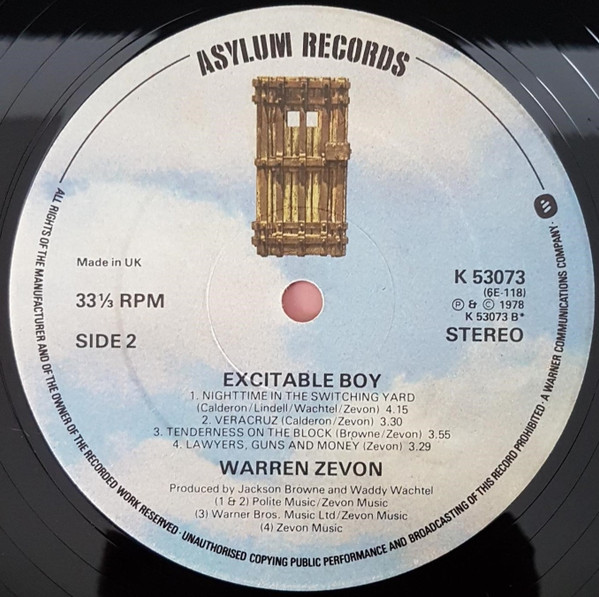 ASYLUM RECORDS
Made in UK
33⅓ RPM
SIDE 2
K 53073
(6E-118)
Ⓟ & © 1978
K 53073 B*
STEREO
EXCITABLE BOY
1. NIGHTTIME IN THE SWITCHING YARD
(Calderon/Lindell/Wachtel/Zevon) 4.15
2. VERACRUZ (Calderon/Zevon) 3.30
3. TENDERNESS ON THE BLOCK (Browne/Zevon) 3.55
4. LAWYERS, GUNS AND MONEY (Zevon) 3.29
WARREN ZEVON
Produced by Jackson Browne and Waddy Wachtel
(1 & 2) Polite Music/Zevon Music
(3) Warner Bros. Music Ltd/Zevon Music
(4) Zevon Music
ALL RIGHTS OF THE MANUFACTURER AND OF THE OWNER OF THE RECORDED WORK RESERVED · UNAUTHORISED COPYING PUBLIC PERFORMANCE AND BROADCASTING OF THIS RECORD PROHIBITED · A WARNER COMMUNICATIONS COMPANY ·